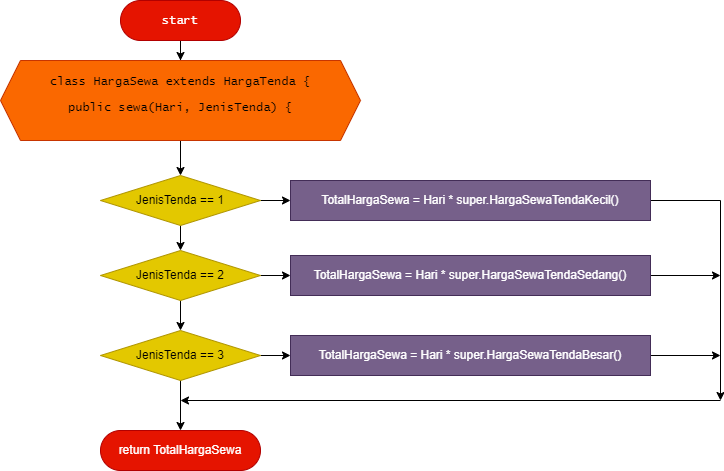 start
class HargaSewa extends HargaTenda {
public sewa(Hari, JenisTenda) {
JenisTenda == 1
TotalHargaSewa = Hari * super.HargaSewaTendaKecil()
JenisTenda == 2
TotalHargaSewa = Hari * super.HargaSewaTendaSedang()
JenisTenda == 3
TotalHargaSewa = Hari * super.HargaSewaTendaBesar()
return TotalHargaSewa